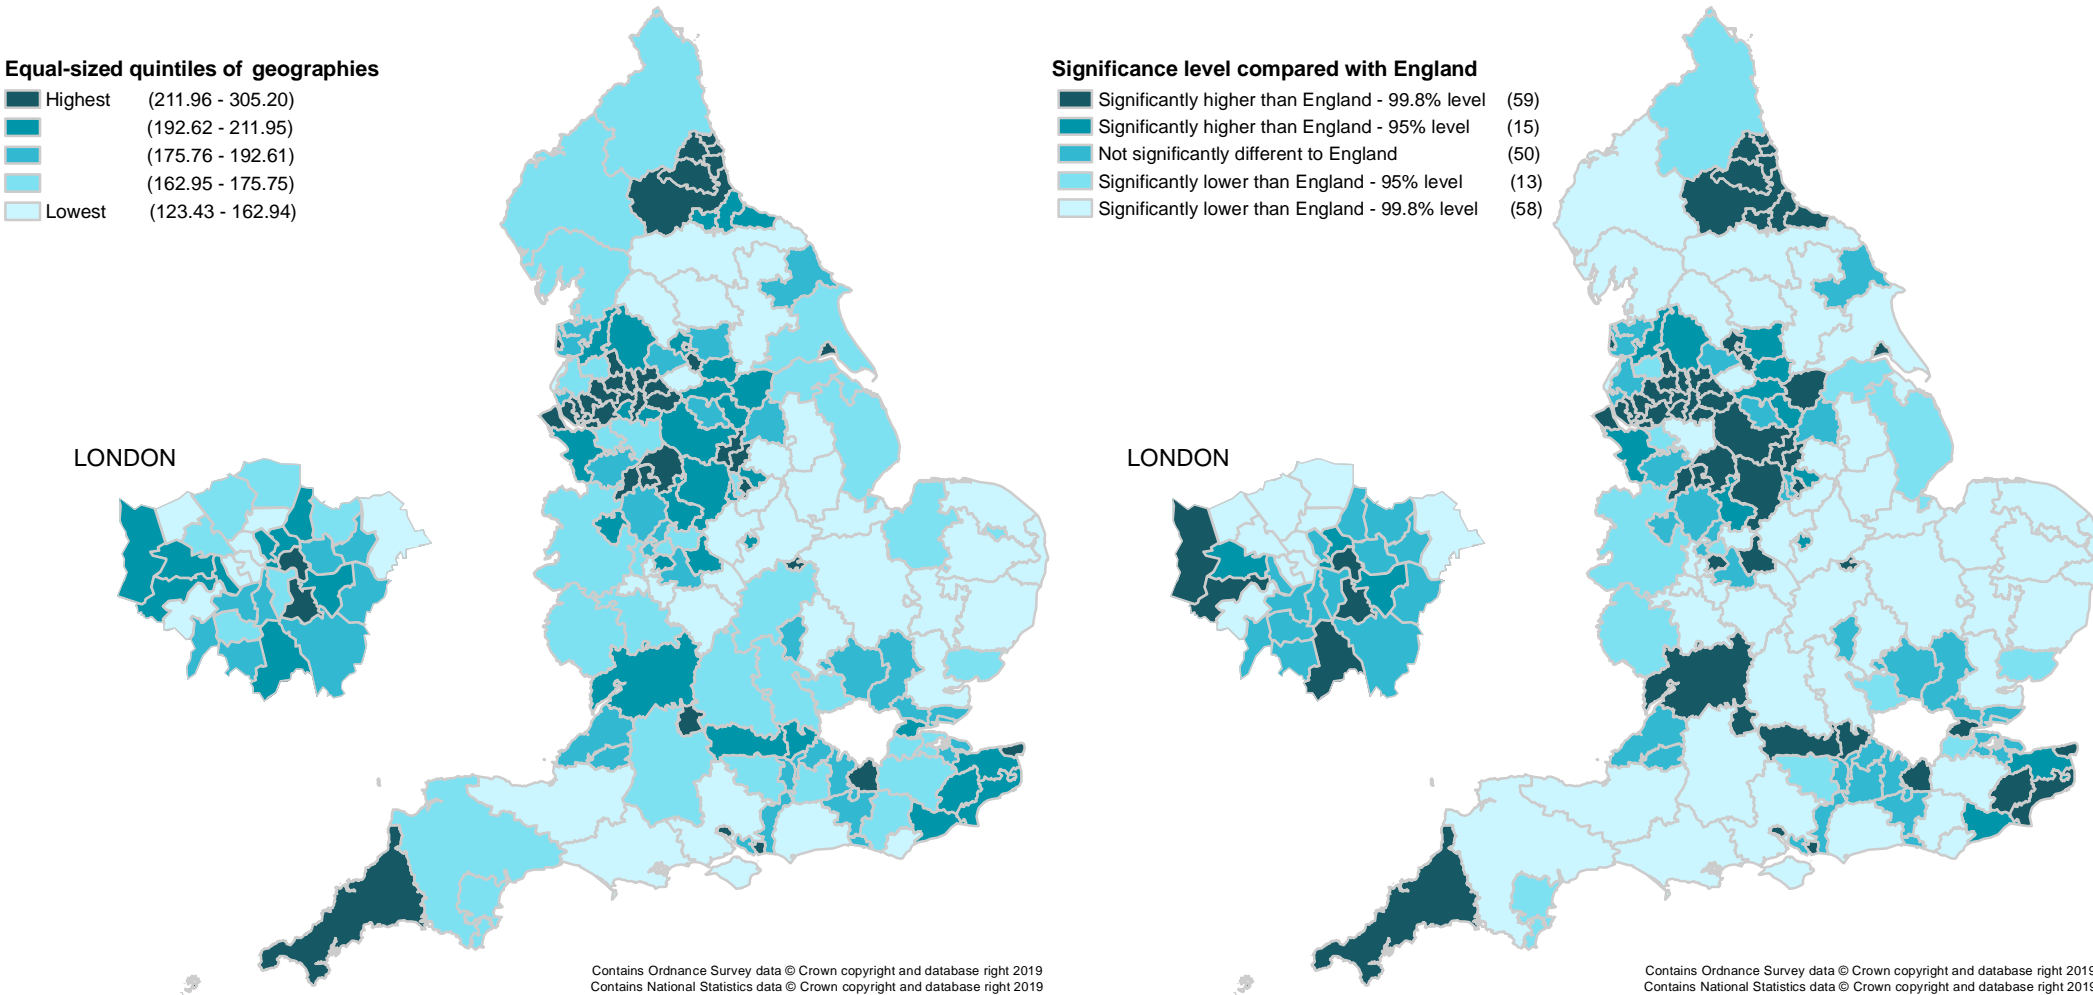 Equal-sized quintiles of geographies
Highest (211.96 - 305.20)
(192.62 - 211.95)
(175.76 - 192.61)
(162.95 - 175.75)
Lowest (123.43 - 162.94)
LONDON
Contains Ordnance Survey data © Crown copyright and database right 2019
Contains National Statistics data © Crown copyright and database right 2019
Significance level compared with England
Significantly higher than England - 99.8% level (59)
Significantly higher than England - 95% level (15)
Not significantly different to England (50)
Significantly lower than England - 95% level (13)
Significantly lower than England - 99.8% level (58)
LONDON
Contains Ordnance Survey data © Crown copyright and database right 2019
Contains National Statistics data © Crown copyright and database right 2019